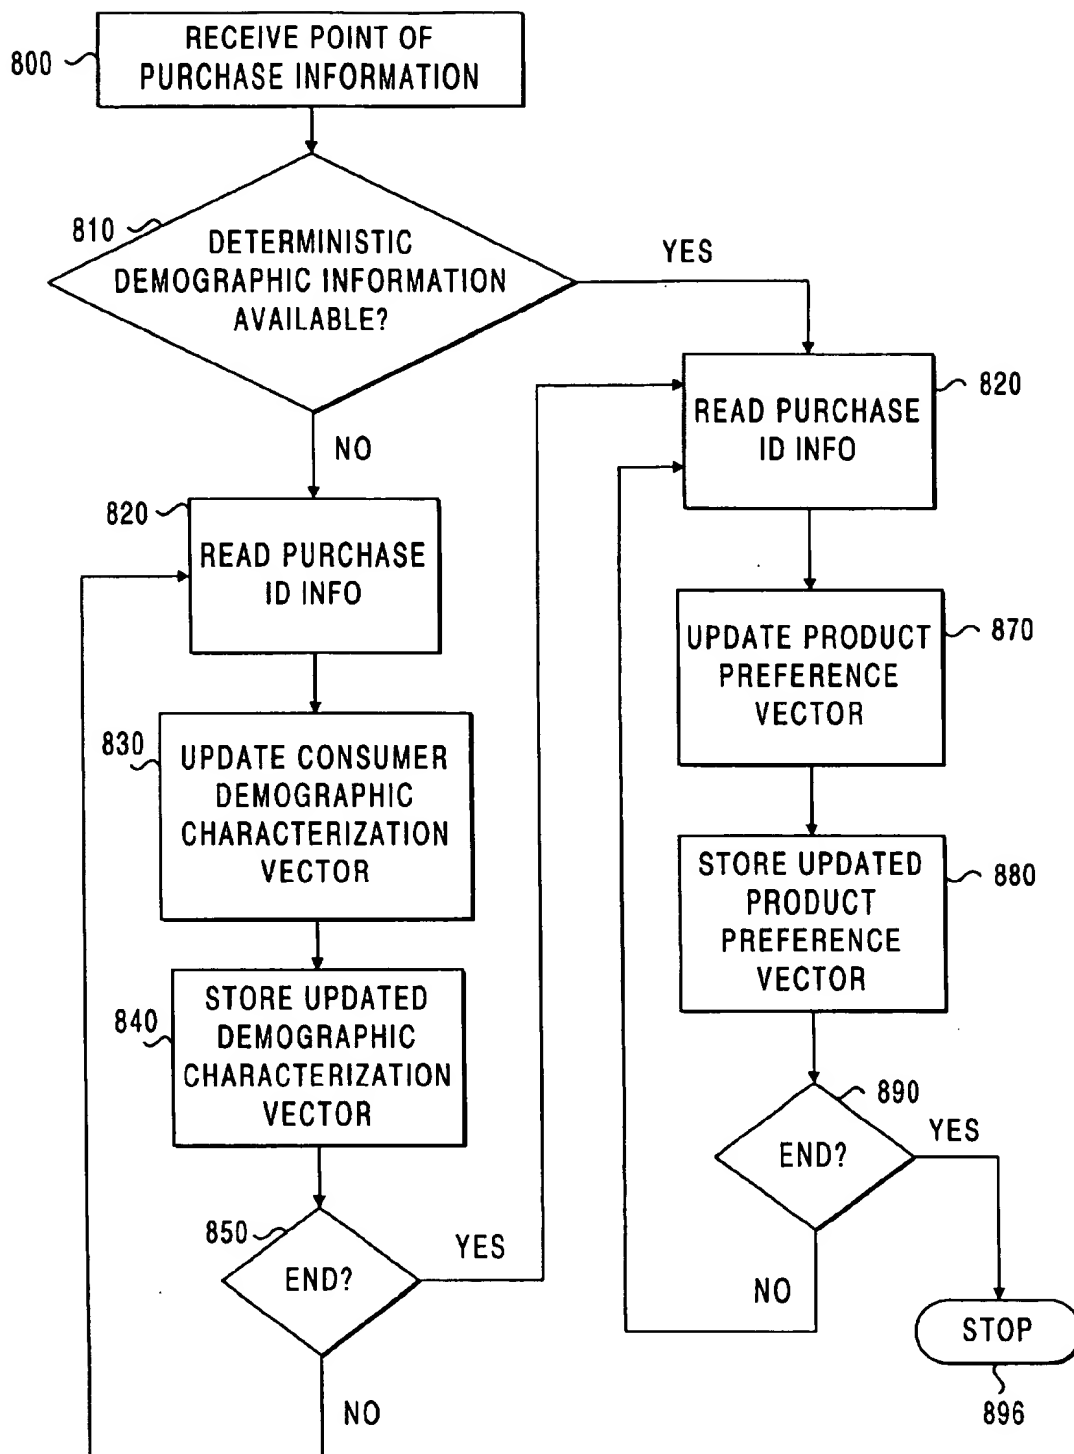 800
RECEIVE POINT OF
PURCHASE INFORMATION
810
DETERMINISTIC
DEMOGRAPHIC INFORMATION
AVAILABLE?
YES
NO
820
READ PURCHASE
ID INFO
830
UPDATE CONSUMER
DEMOGRAPHIC
CHARACTERIZATION
VECTOR
840
STORE UPDATED
DEMOGRAPHIC
CHARACTERIZATION
VECTOR
850
END?
YES
NO
820
READ PURCHASE
ID INFO
870
UPDATE PRODUCT
PREFERENCE
VECTOR
880
STORE UPDATED
PRODUCT
PREFERENCE
VECTOR
890
END?
YES
NO
STOP
896